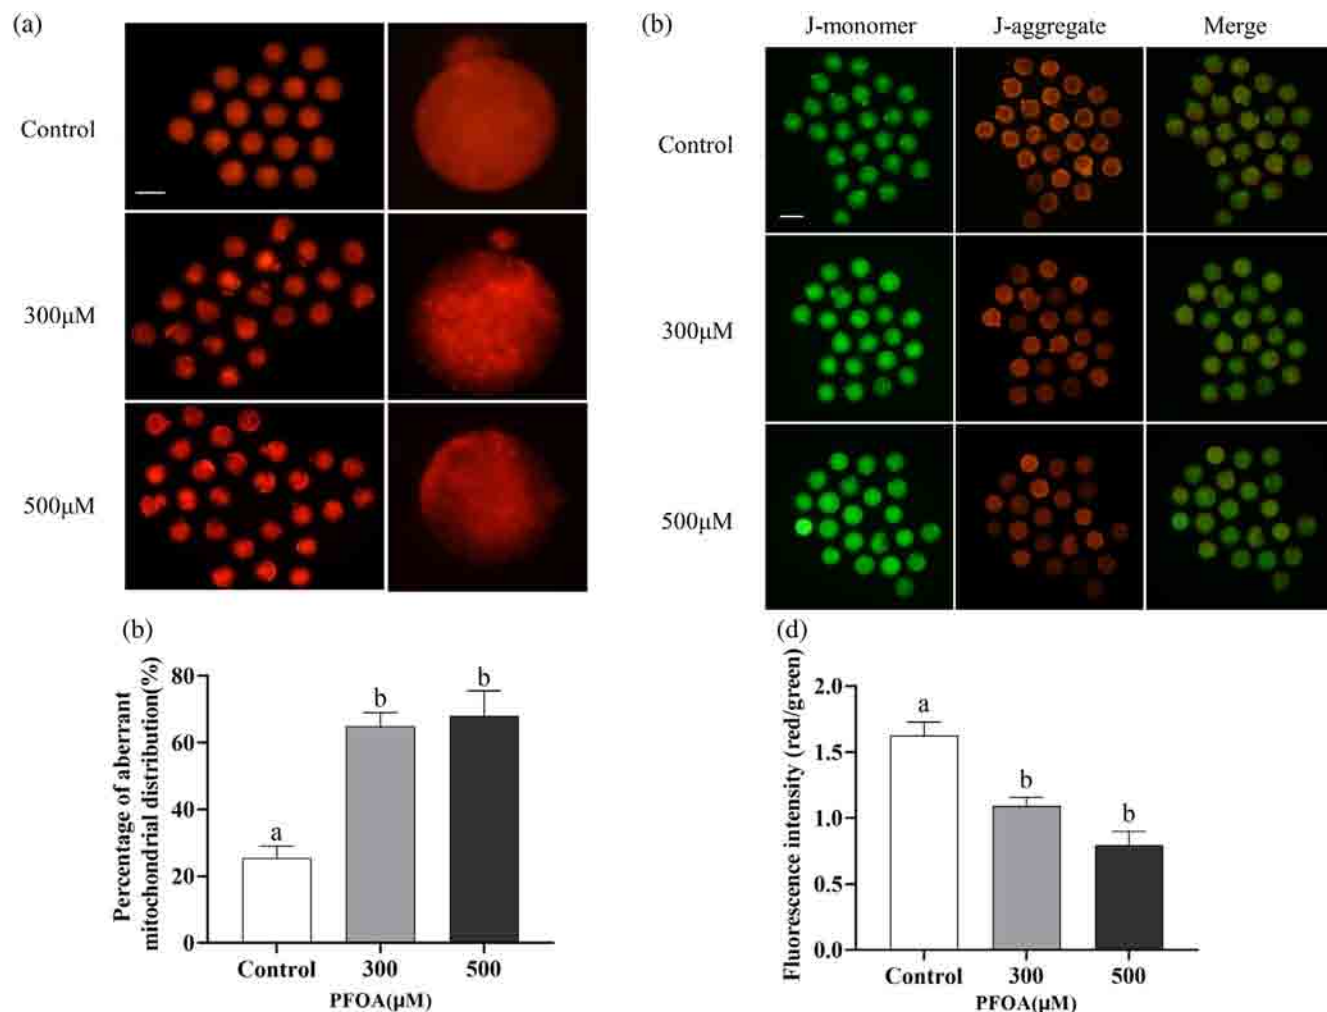 (a)
Control
300μM
500μM
(b)
J-monomer
J-aggregate
Merge
Control
300μM
500μM
(b)
Percentage of aberrant
mitochondrial distribution(%)
80
60
40
20
0
a
b
b
Control
300
500
PFOA(μM)
(d)
Fluorescence intensity (red/green)
2.0
1.5
1.0
0.5
0.0
a
b
b
Control
300
500
PFOA(μM)